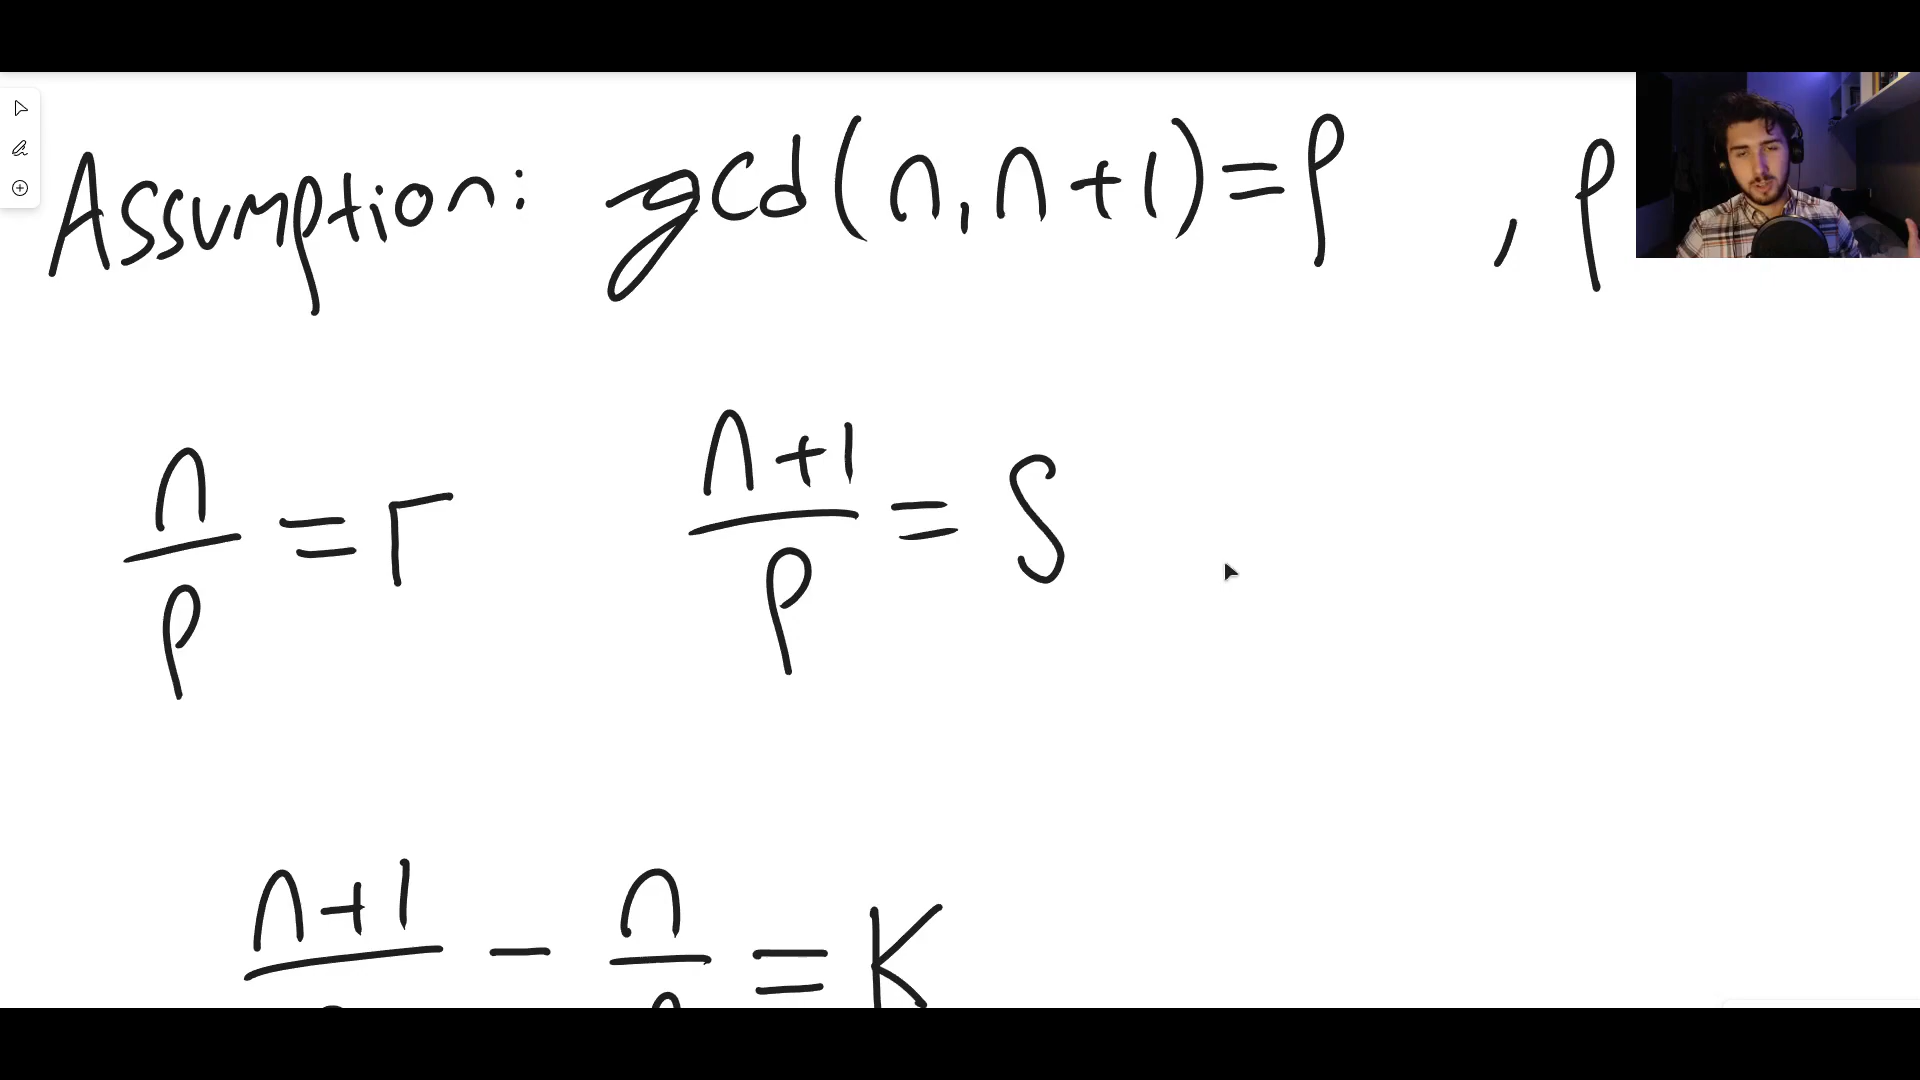 Assumption: gcd(n,n+1)=p , p
n/p = r (n+1)/p = s
(n+1)/ - n/ = K